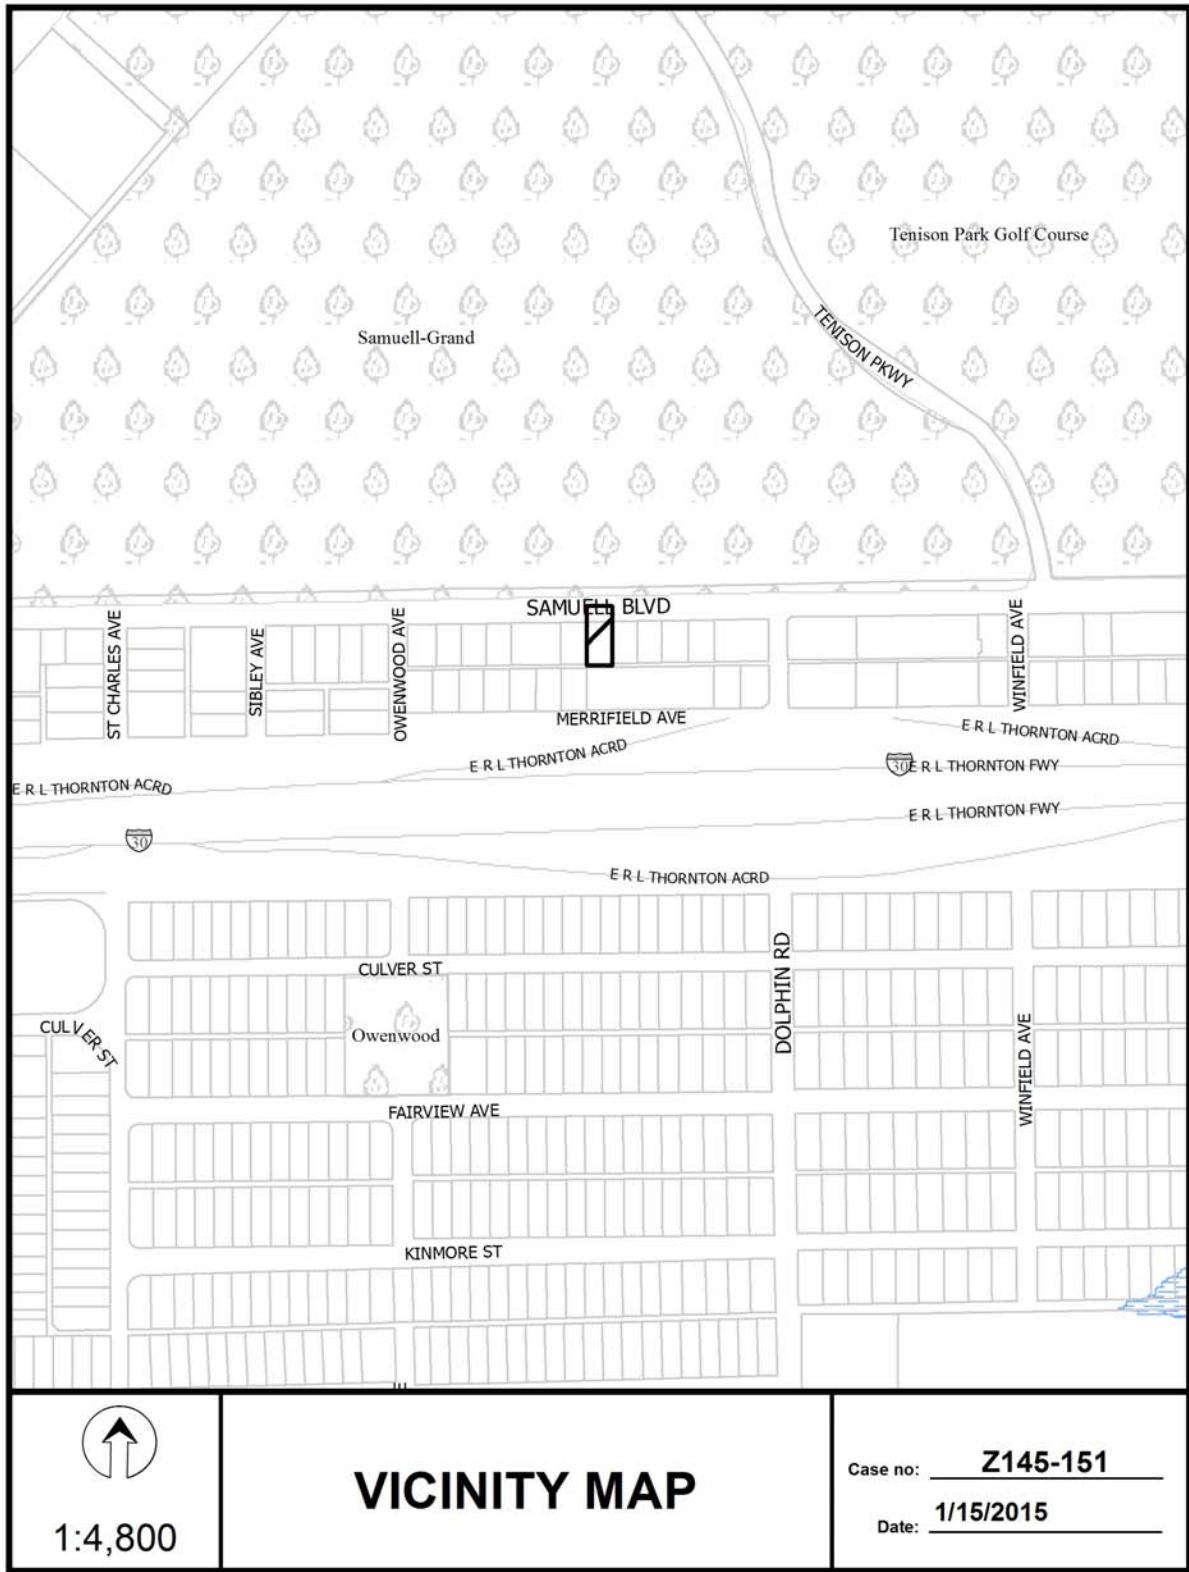 Tenison Park Golf Course
Samuell-Grand
TENISON PKWY
SAMUELL BLVD
ST CHARLES AVE
SIBLEY AVE
OWENWOOD AVE
WINFIELD AVE
MERRIFIELD AVE
E R L THORNTON ACRD
E R L THORNTON ACRD
E R L THORNTON ACRD
30
E R L THORNTON FWY
E R L THORNTON FWY
30
E R L THORNTON ACRD
CULVER ST
DOLPHIN RD
CULVER ST
Owenwood
WINFIELD AVE
FAIRVIEW AVE
KINMORE ST
1:4,800
VICINITY MAP
Case no: Z145-151
Date: 1/15/2015